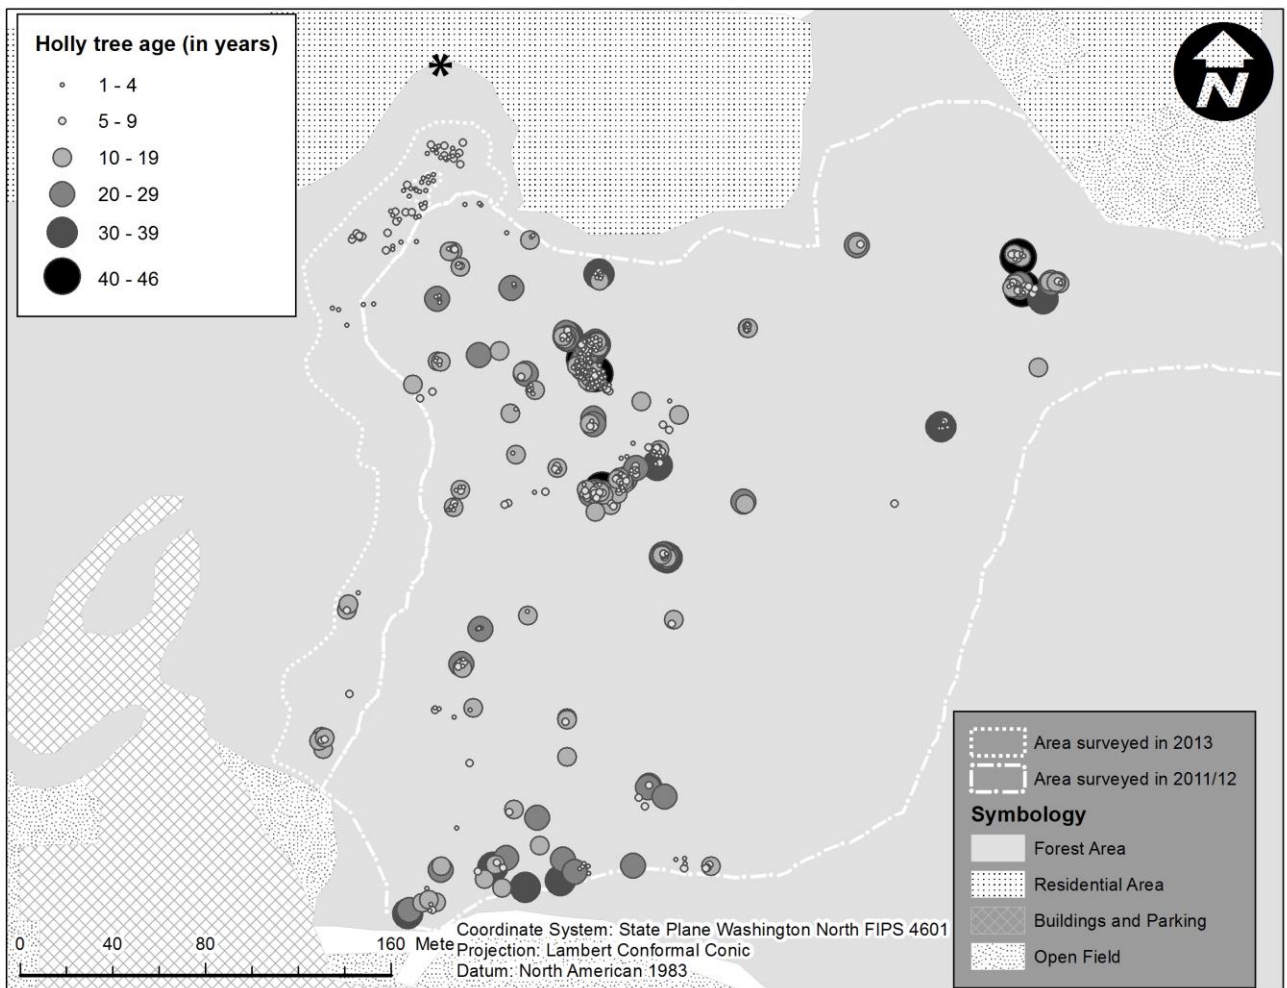 Holly tree age (in years)
1 - 4
5 - 9
10 - 19
20 - 29
30 - 39
40 - 46
*
N
Area surveyed in 2013
Area surveyed in 2011/12
Symbology
Forest Area
Residential Area
Buildings and Parking
Open Field
0 40 80 160 Mete
Coordinate System: State Plane Washington North FIPS 4601
Projection: Lambert Conformal Conic
Datum: North American 1983